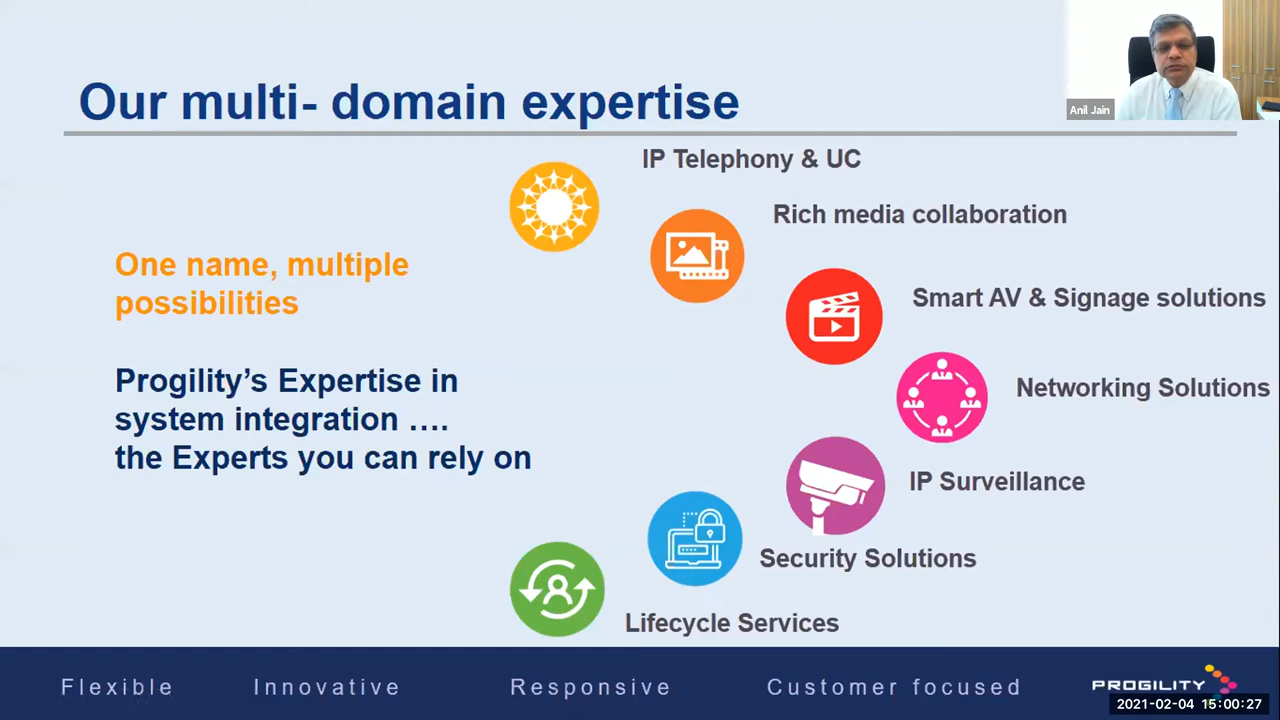 Our multi- domain expertise
Anil Jain
IP Telephony & UC
Rich media collaboration
One name, multiple
possibilities
Smart AV & Signage solutions
Progility’s Expertise in
system integration ....
the Experts you can rely on
Networking Solutions
IP Surveillance
Security Solutions
Lifecycle Services
Flexible
Innovative
Responsive
Customer focused
PROGILITY
2021-02-04 15:00:27